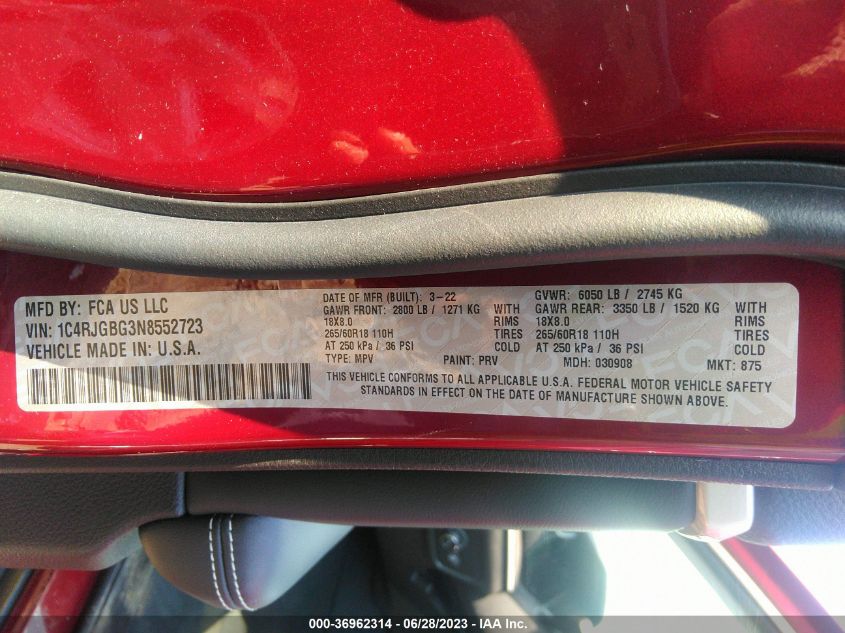 MFD BY: FCA US LLC
VIN: 1C4RJGBG3N8552723
VEHICLE MADE IN: U.S.A.
DATE OF MFR (BUILT): 3-22
GAWR FRONT: 2800 LB / 1271 KG WITH
18X8.0 RIMS
265/60R18 110H TIRES
AT 250 kPa / 36 PSI COLD
TYPE: MPV PAINT: PRV
GVWR: 6050 LB / 2745 KG
GAWR REAR: 3350 LB / 1520 KG WITH
18X8.0 RIMS
265/60R18 110H TIRES
AT 250 kPa / 36 PSI COLD
MDH: 030908 MKT: 875
THIS VEHICLE CONFORMS TO ALL APPLICABLE U.S.A. FEDERAL MOTOR VEHICLE SAFETY
STANDARDS IN EFFECT ON THE DATE OF MANUFACTURE SHOWN ABOVE.
000-36962314 - 06/28/2023 - IAA Inc.